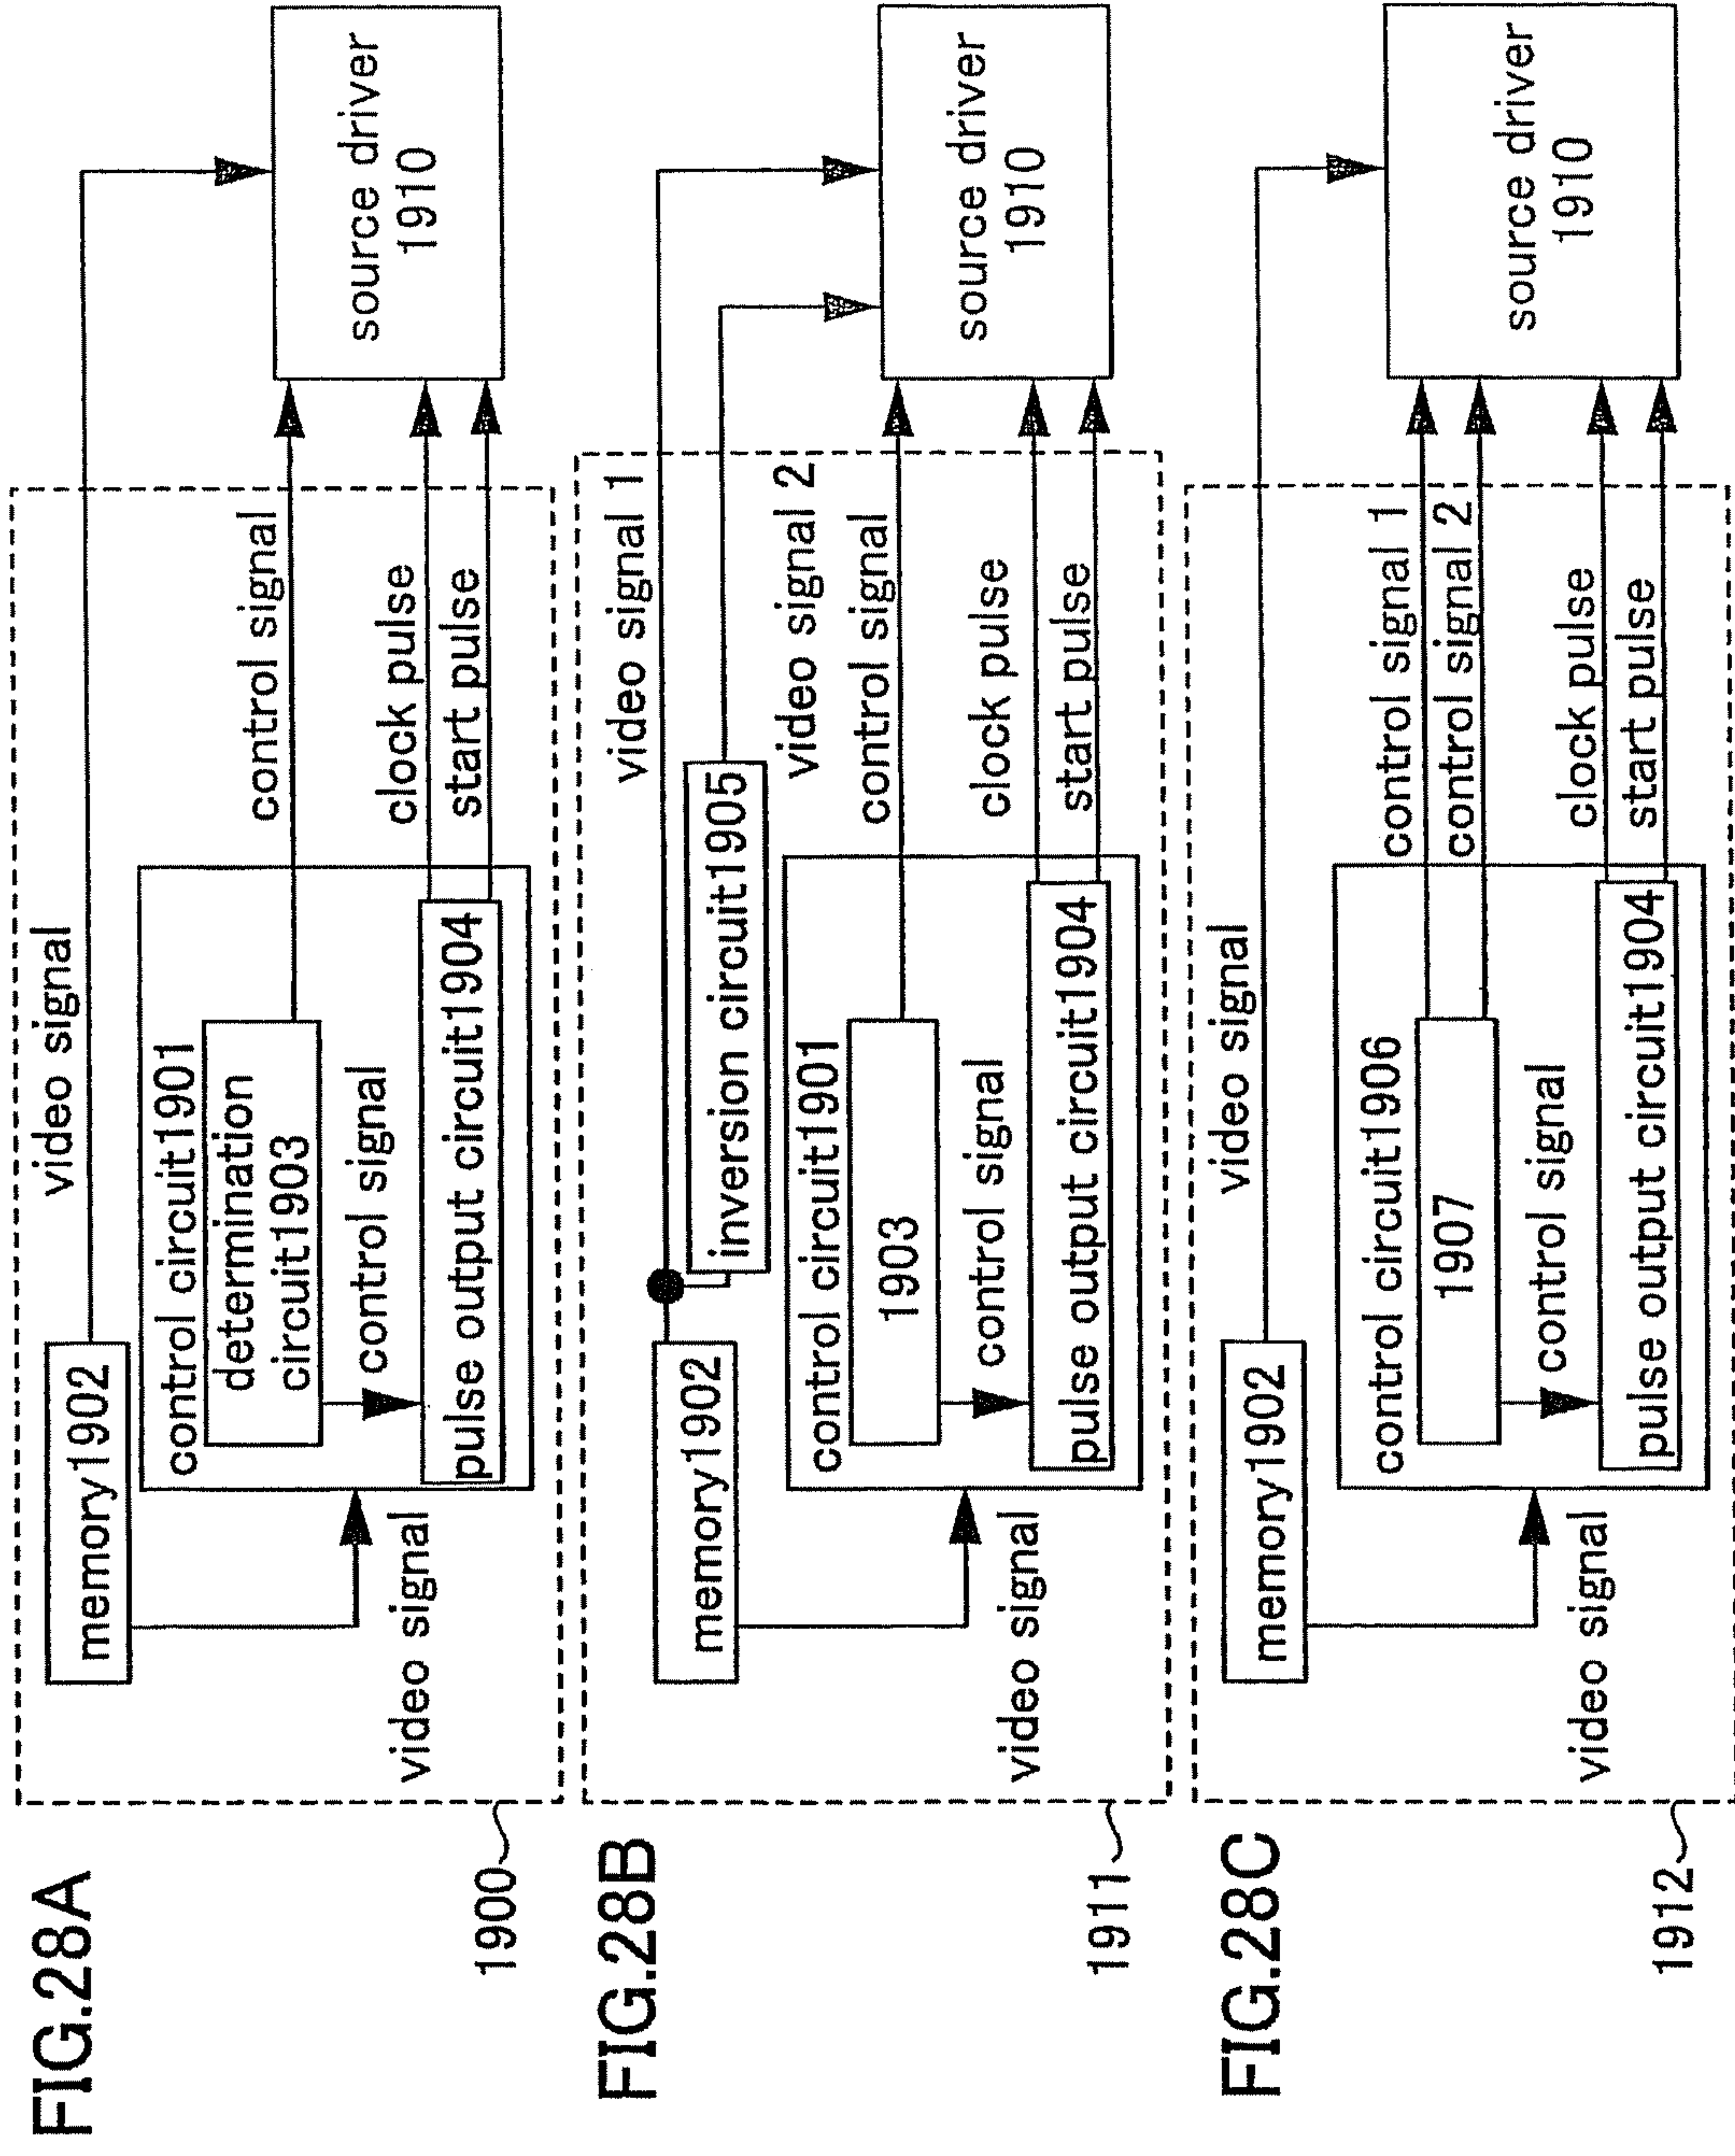 FIG.28A
1900
memory1902
video signal
video signal
control circuit1901
determination
circuit1903
control signal
pulse output circuit1904
control signal
clock pulse
start pulse
source driver
1910
FIG.28B
1911
memory1902
video signal
video signal 1
inversion circuit1905
video signal 2
control circuit1901
1903
control signal
pulse output circuit1904
control signal
clock pulse
start pulse
source driver
1910
FIG.28C
1912
memory1902
video signal
video signal
control circuit1906
1907
control signal
pulse output circuit1904
control signal 1
control signal 2
clock pulse
start pulse
source driver
1910